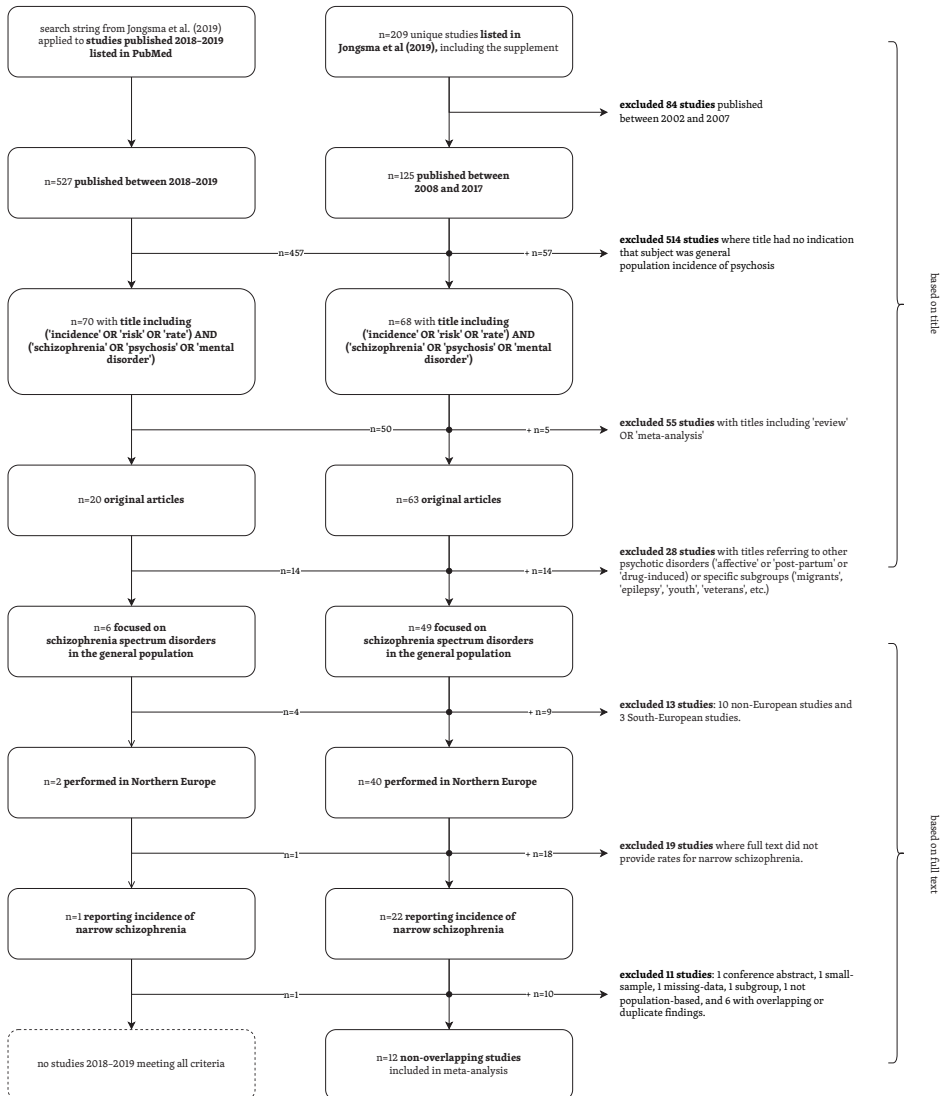 search string from Jongsma et al. (2019)
applied to studies published 2018–2019
listed in PubMed
n=209 unique studies listed in
Jongsma et al (2019), including the supplement
excluded 84 studies published
between 2002 and 2007
n=527 published between 2018–2019
n=125 published between
2008 and 2017
n=457
+ n=57
excluded 514 studies where title had no indication
that subject was general
population incidence of psychosis
n=70 with title including
('incidence' OR 'risk' OR 'rate') AND
('schizophrenia' OR 'psychosis' OR 'mental
disorder')
n=68 with title including
('incidence' OR 'risk' OR 'rate') AND
('schizophrenia' OR 'psychosis' OR 'mental
disorder')
based on title
n=50
+ n=5
excluded 55 studies with titles including 'review'
OR 'meta-analysis'
n=20 original articles
n=63 original articles
n=14
+ n=14
excluded 28 studies with titles referring to other
psychotic disorders ('affective' or 'post-partum' or
'drug-induced) or specific subgroups ('migrants',
'epilepsy', 'youth', 'veterans', etc.)
n=6 focused on
schizophrenia spectrum disorders
in the general population
n=49 focused on
schizophrenia spectrum disorders
in the general population
n=4
+ n=9
excluded 13 studies: 10 non-European studies and
3 South-European studies.
n=2 performed in Northern Europe
n=40 performed in Northern Europe
n=1
+ n=18
excluded 19 studies where full text did not
provide rates for narrow schizophrenia.
based on full text
n=1 reporting incidence of
narrow schizophrenia
n=22 reporting incidence of
narrow schizophrenia
n=1
+ n=10
excluded 11 studies: 1 conference abstract, 1 small-
sample, 1 missing-data, 1 subgroup, 1 not
population-based, and 6 with overlapping or
duplicate findings.
no studies 2018–2019 meeting all criteria
n=12 non-overlapping studies
included in meta-analysis